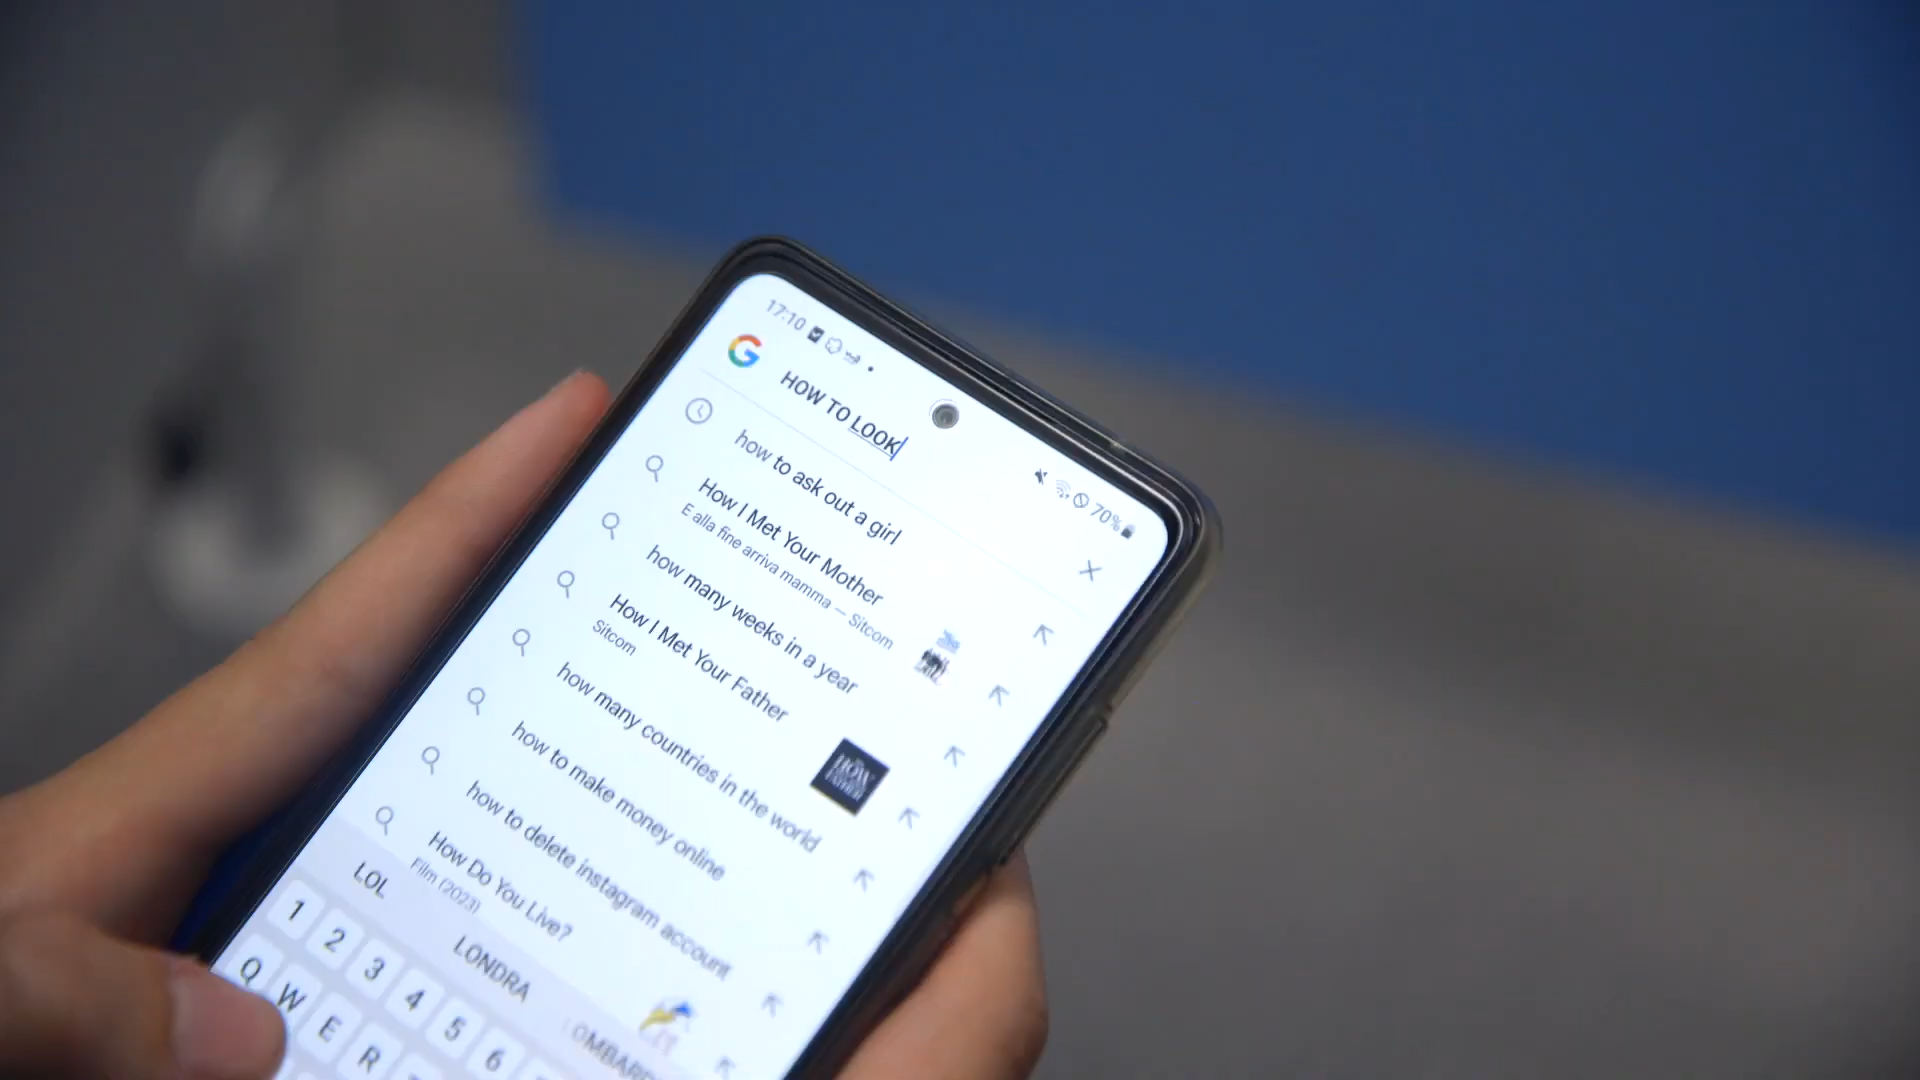 17:10
70%
HOW TO LOOK
how to ask out a girl
How I Met Your Mother
E alla fine arriva mamma — Sitcom
how many weeks in a year
How I Met Your Father
Sitcom
how many countries in the world
how to make money online
how to delete instagram account
How Do You Live?
Film (2023)
LOL
LONDRA
1 2 3 4 5 6
Q W E R